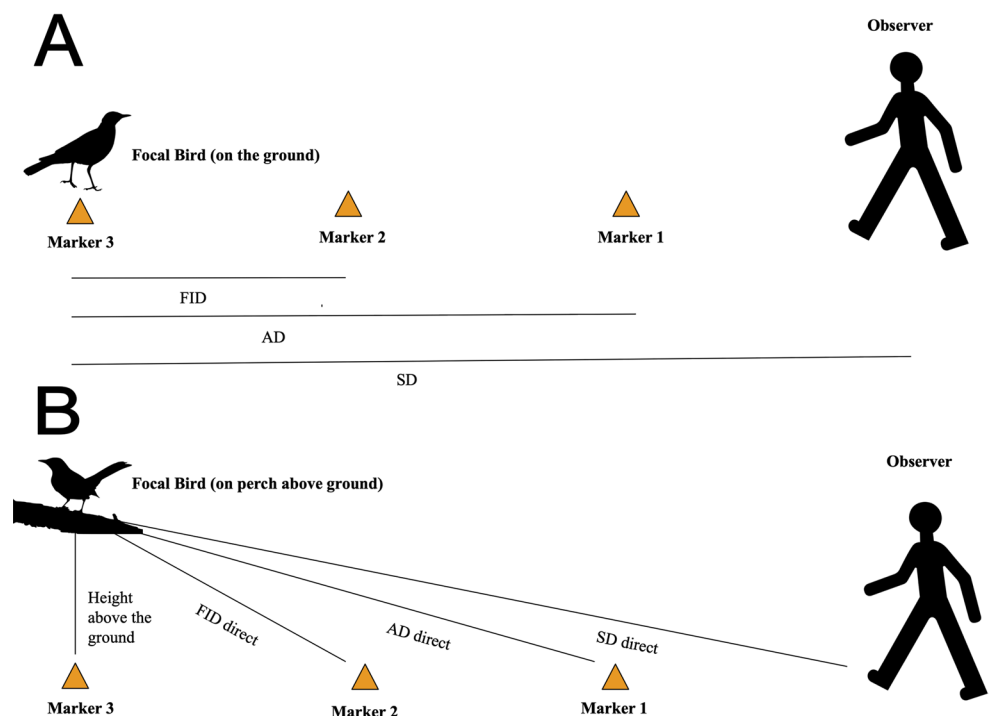 A
Observer
Focal Bird (on the ground)
Marker 3
Marker 2
Marker 1
FID
AD
SD
B
Observer
Focal Bird (on perch above ground)
Height
above the
ground
FID direct
AD direct
SD direct
Marker 3
Marker 2
Marker 1